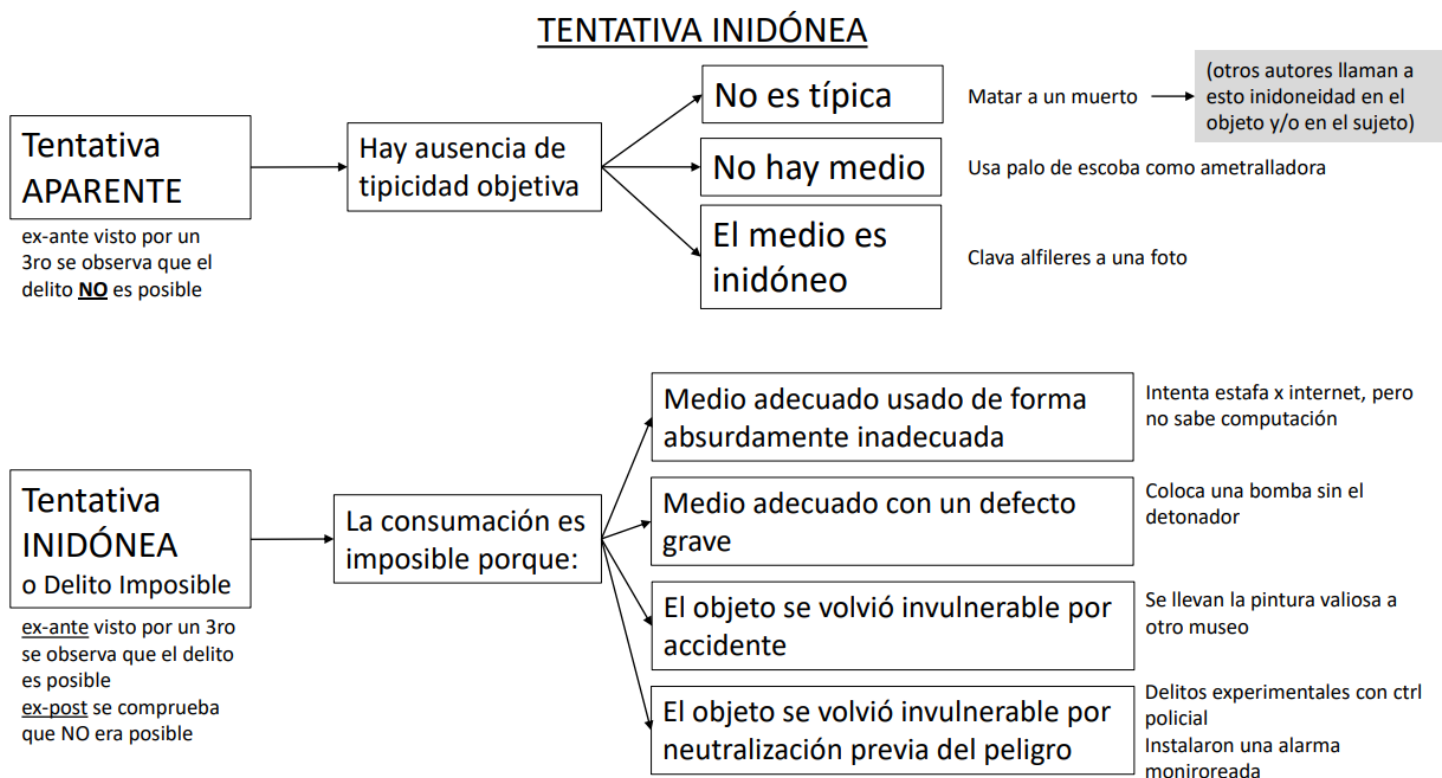 TENTATIVA INIDÓNEA
Tentativa
APARENTE
ex-ante visto por un
3ro se observa que el
delito NO es posible
Hay ausencia de
tipicidad objetiva
No es típica
Matar a un muerto
(otros autores llaman a
esto inidoneidad en el
objeto y/o en el sujeto)
No hay medio
Usa palo de escoba como ametralladora
El medio es
inidóneo
Clava alfileres a una foto
Tentativa
INIDÓNEA
o Delito Imposible
ex-ante visto por un 3ro
se observa que el delito
es posible
ex-post se comprueba
que NO era posible
La consumación es
imposible porque:
Medio adecuado usado de forma
absurdamente inadecuada
Intenta estafa x internet, pero
no sabe computación
Medio adecuado con un defecto
grave
Coloca una bomba sin el
detonador
El objeto se volvió invulnerable por
accidente
Se llevan la pintura valiosa a
otro museo
El objeto se volvió invulnerable por
neutralización previa del peligro
Delitos experimentales con ctrl
policial
Instalaron una alarma
moniroreada